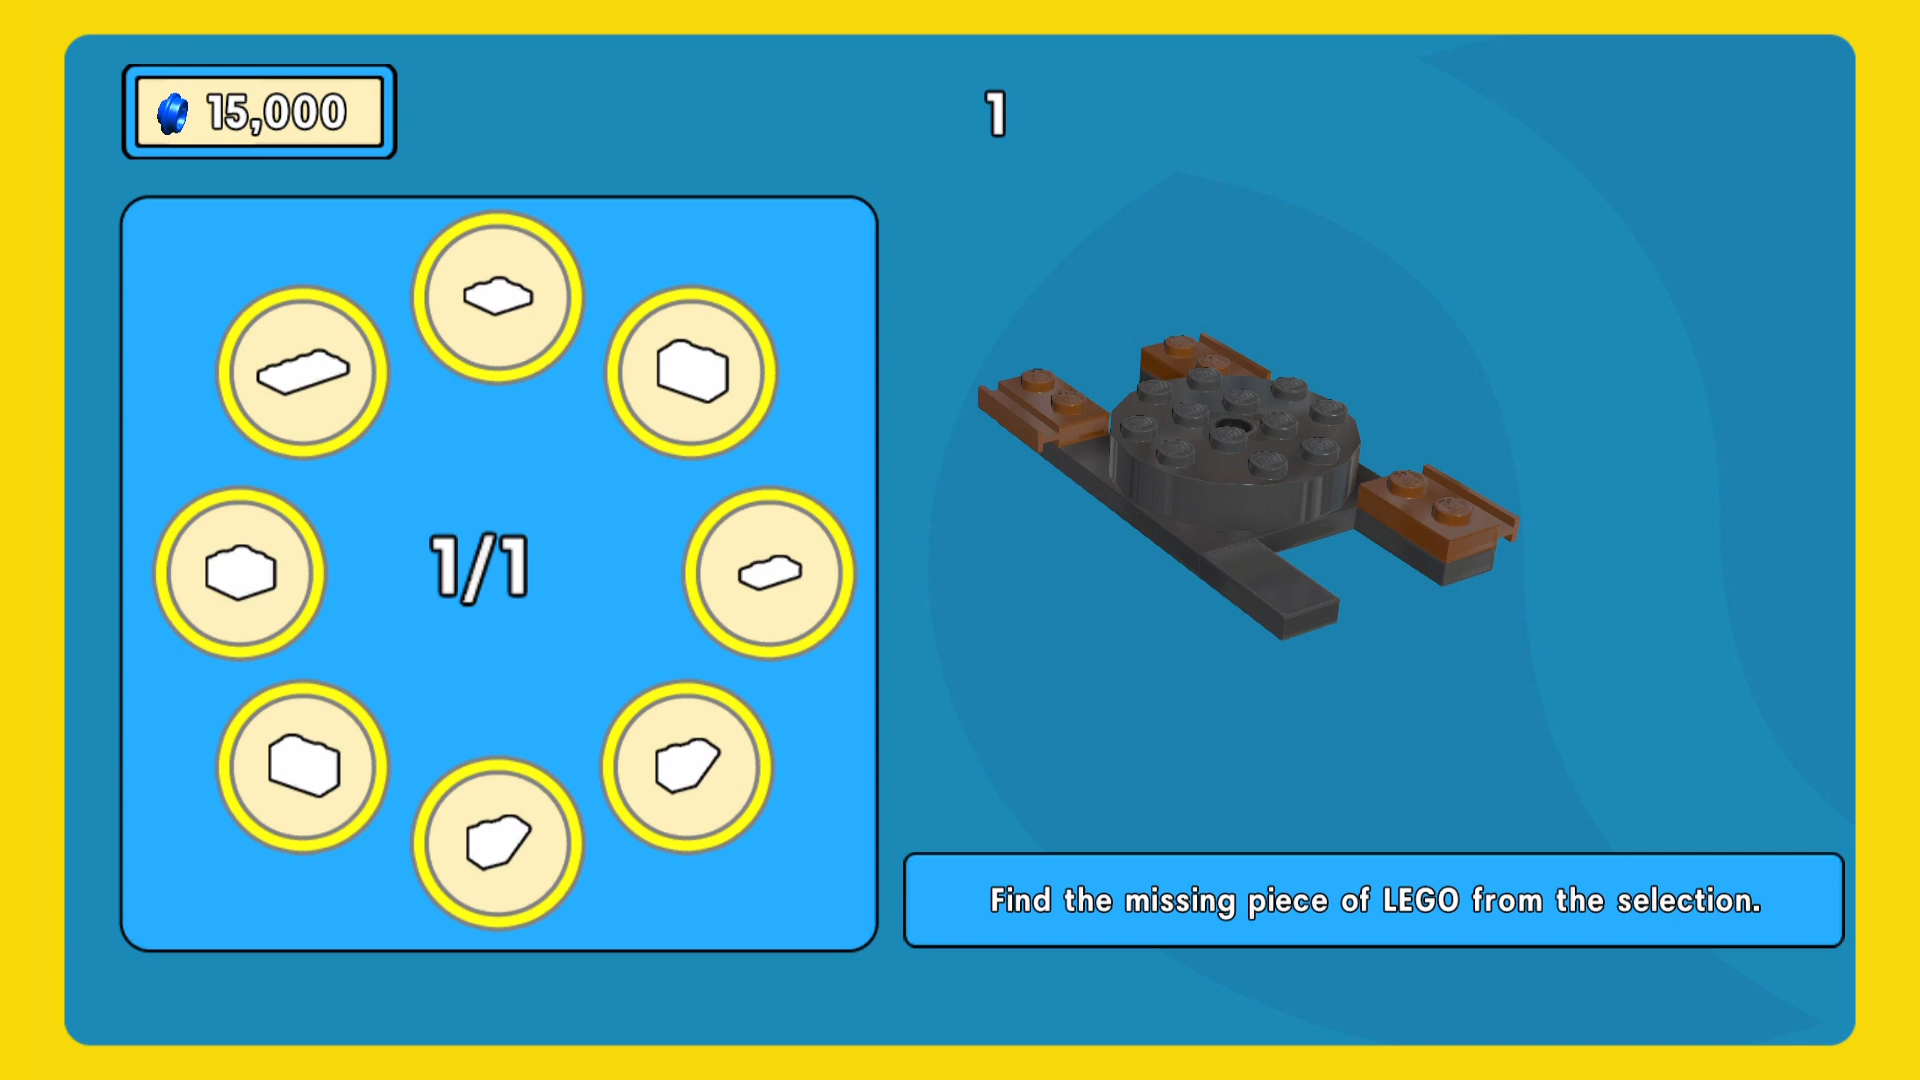 15,000
1
1/1
Find the missing piece of LEGO from the selection.